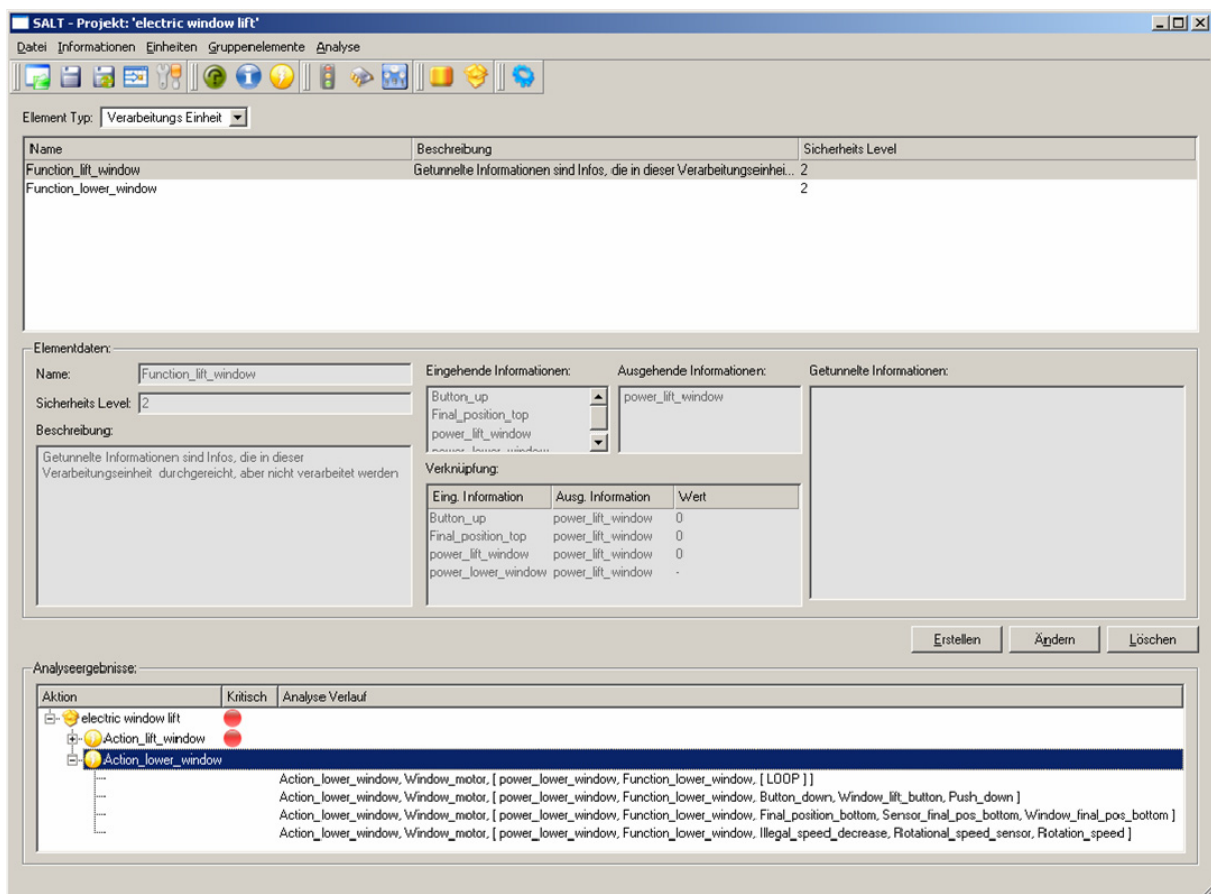 SALT - Projekt: 'electric window lift'
Datei Informationen Einheiten Gruppenelemente Analyse
Element Typ: Verarbeitungs Einheit
Name Beschreibung Sicherheits Level
Function_lift_window Getunnelte Informationen sind Infos, die in dieser Verarbeitungseinhei... 2
Function_lower_window 2
Elementdaten:
Name: Function_lift_window
Sicherheits Level: 2
Beschreibung:
Getunnelte Informationen sind Infos, die in dieser
Verarbeitungseinheit durchgereicht, aber nicht verarbeitet werden
Eingehende Informationen:
Button_up
Final_position_top
power_lift_window
power_lower_window
Ausgehende Informationen:
power_lift_window
Verknüpfung:
Eing. Information Ausg. Information Wert
Button_up power_lift_window 0
Final_position_top power_lift_window 0
power_lift_window power_lift_window 0
power_lower_window power_lift_window -
Getunnelte Informationen:
Erstellen Ändern Löschen
Analyseergebnisse:
Aktion Kritisch Analyse Verlauf
electric window lift
Action_lift_window
Action_lower_window
Action_lower_window, Window_motor, [ power_lower_window, Function_lower_window, [ LOOP ] ]
Action_lower_window, Window_motor, [ power_lower_window, Function_lower_window, Button_down, Window_lift_button, Push_down ]
Action_lower_window, Window_motor, [ power_lower_window, Function_lower_window, Final_position_bottom, Sensor_final_pos_bottom, Window_final_pos_bottom ]
Action_lower_window, Window_motor, [ power_lower_window, Function_lower_window, Illegal_speed_decrease, Rotational_speed_sensor, Rotation_speed ]